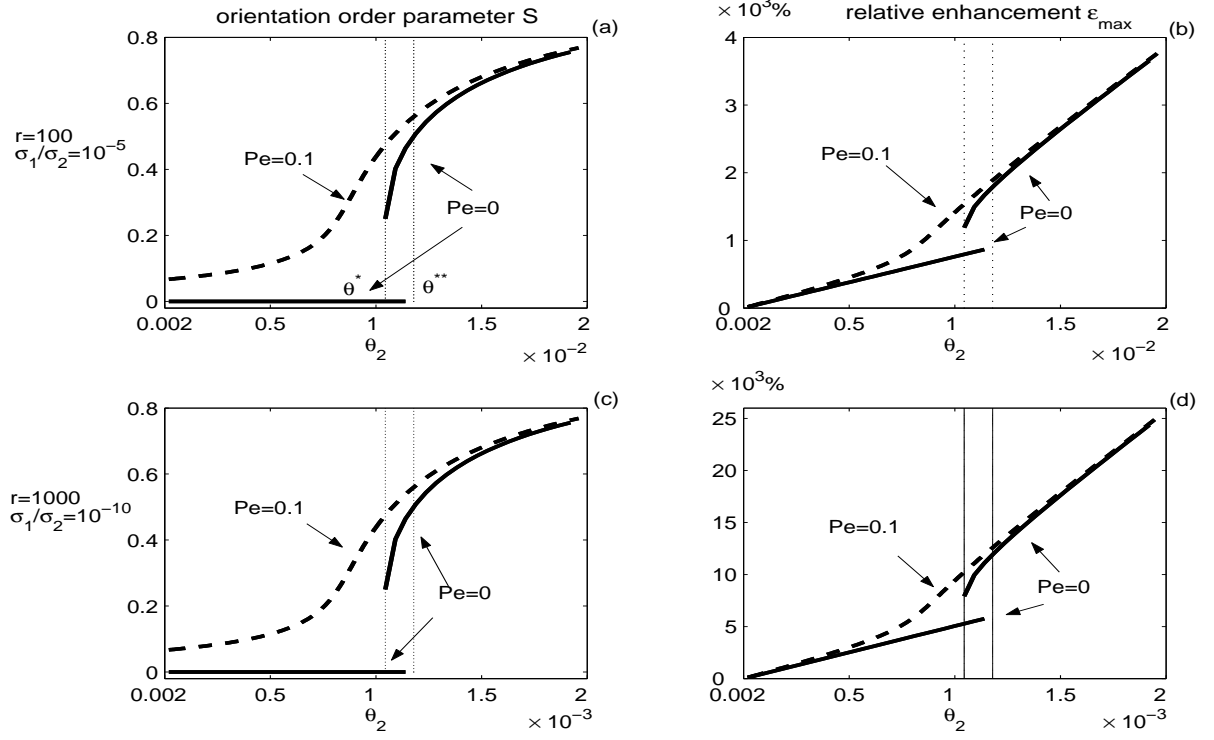 orientation order parameter S
relative enhancement ε_max
(a)
0.8
0.6
0.4
0.2
0
r=100
σ₁/σ₂=10⁻⁵
Pe=0.1
Pe=0
θ*
θ**
0.002
0.5
1
1.5
2
θ₂
× 10⁻²
× 10³%
(b)
4
3
2
1
0
Pe=0.1
Pe=0
0.002
0.5
1
1.5
2
θ₂
× 10⁻²
(c)
0.8
0.6
0.4
0.2
0
r=1000
σ₁/σ₂=10⁻¹⁰
Pe=0.1
Pe=0
0.002
0.5
1
1.5
2
θ₂
× 10⁻³
× 10³%
(d)
25
20
15
10
5
0
Pe=0.1
Pe=0
0.002
0.5
1
1.5
2
θ₂
× 10⁻³